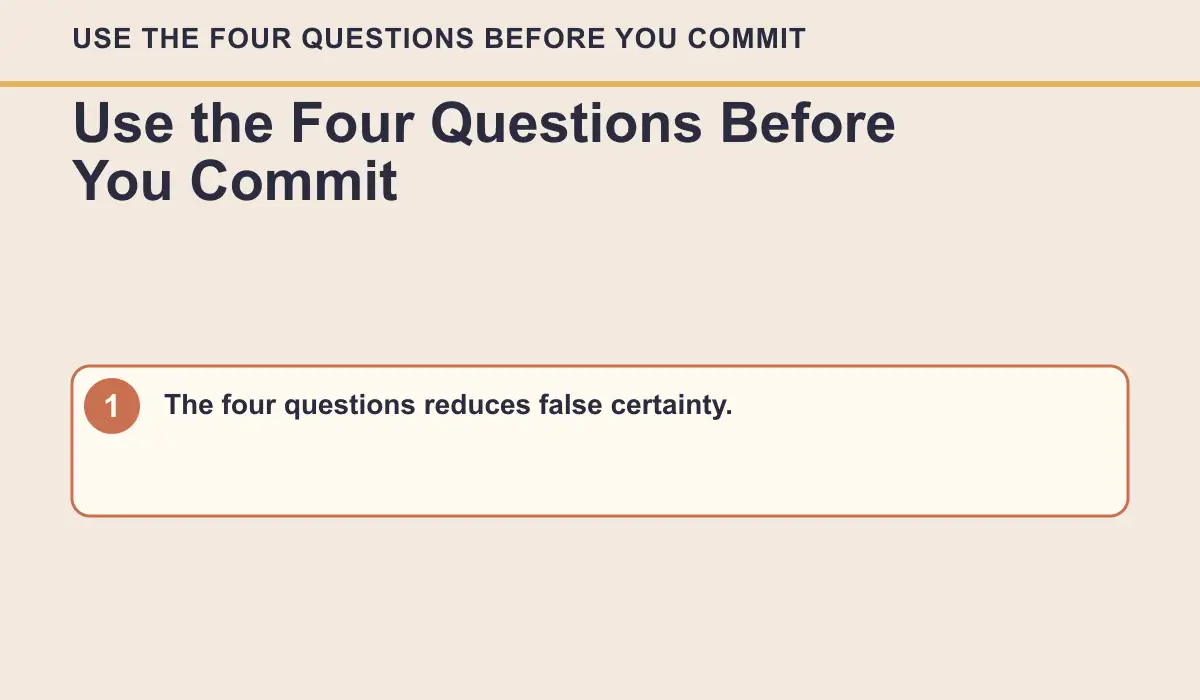 USE THE FOUR QUESTIONS BEFORE YOU COMMIT
Use the Four Questions Before
You Commit
1
The four questions reduces false certainty.